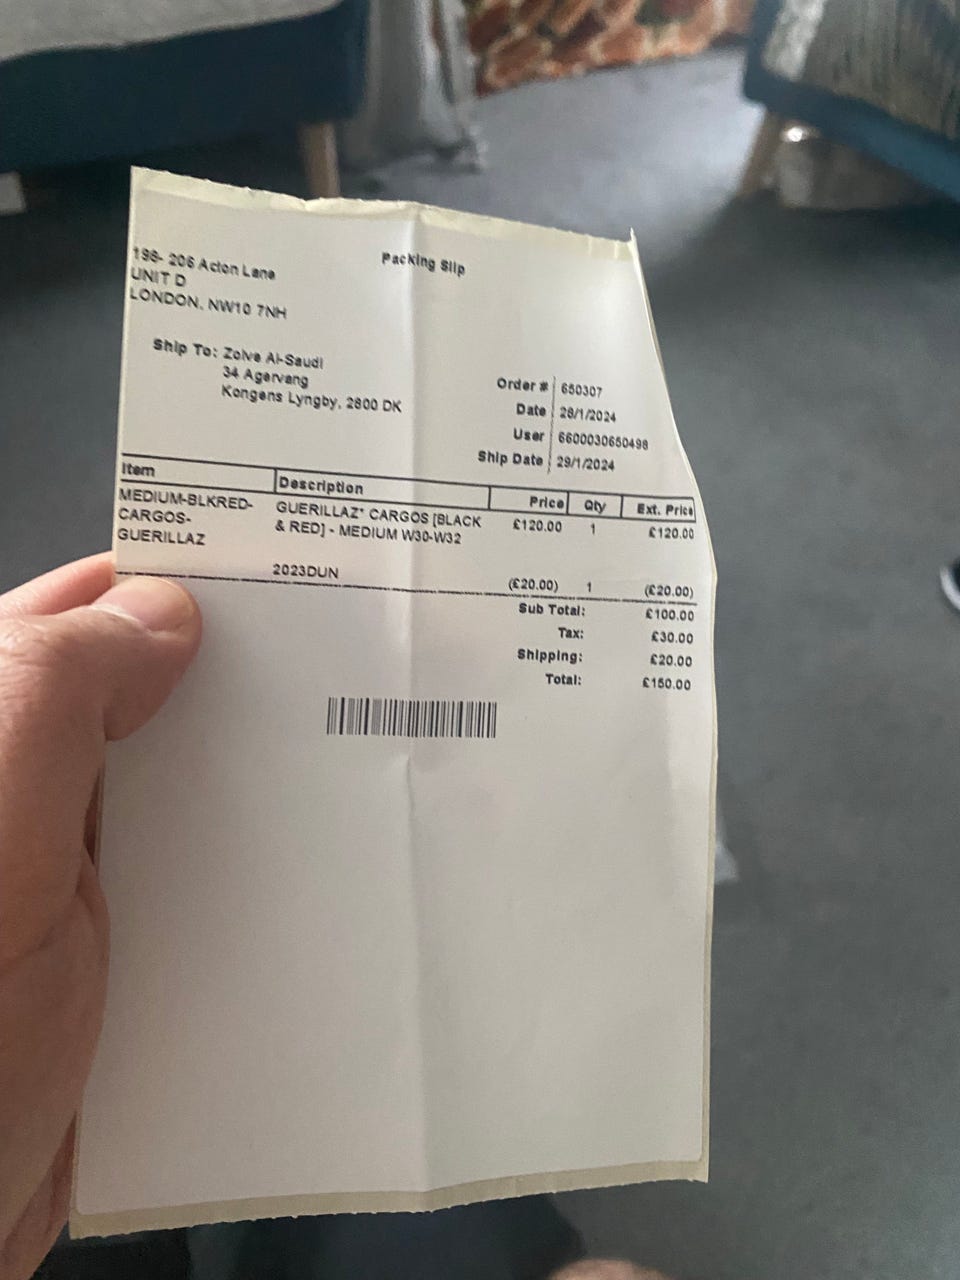 Packing Slip
198- 206 Acton Lane
UNIT D
LONDON, NW10 7NH
Ship To: Zolve Al-Saudi
34 Agervang
Kongens Lyngby, 2800 DK
Order # 650307
Date 28/1/2024
User 6600030650498
Ship Date 29/1/2024
Item Description Price Qty Ext. Price
MEDIUM-BLKRED- GUERILLAZ* CARGOS [BLACK £120.00 1 £120.00
CARGOS- & RED] - MEDIUM W30-W32
GUERILLAZ
2023DUN (£20.00) 1 (£20.00)
Sub Total: £100.00
Tax: £30.00
Shipping: £20.00
Total: £150.00